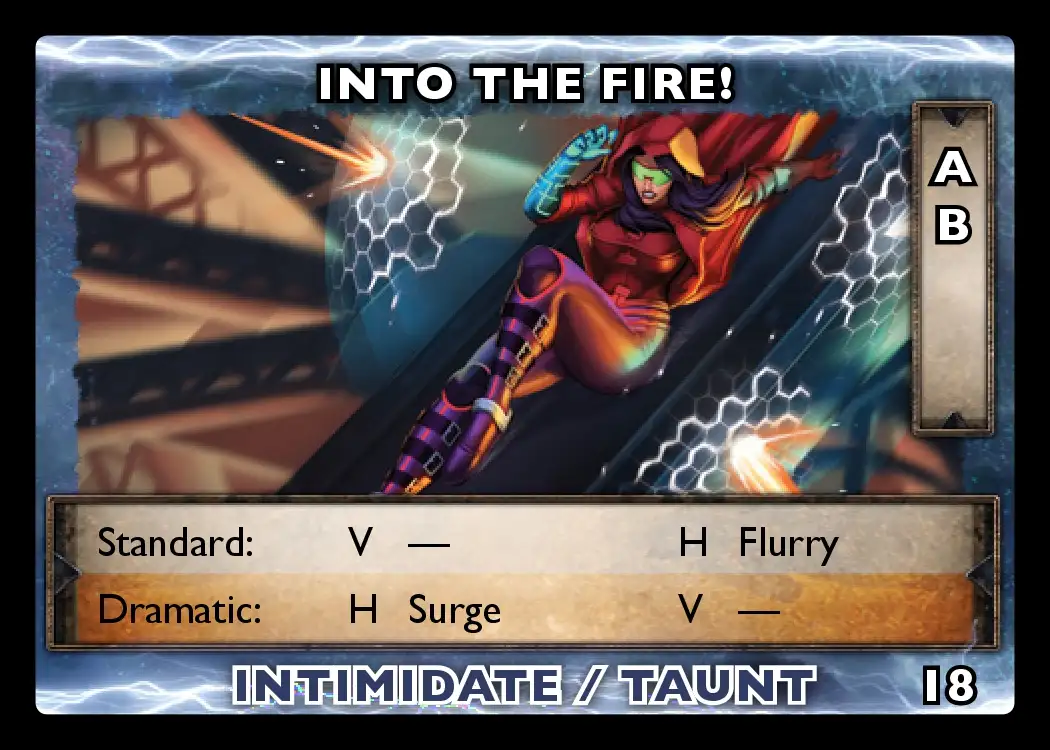 INTO THE FIRE!
A
B
Standard: V — H Flurry
Dramatic: H Surge V —
INTIMIDATE / TAUNT
18